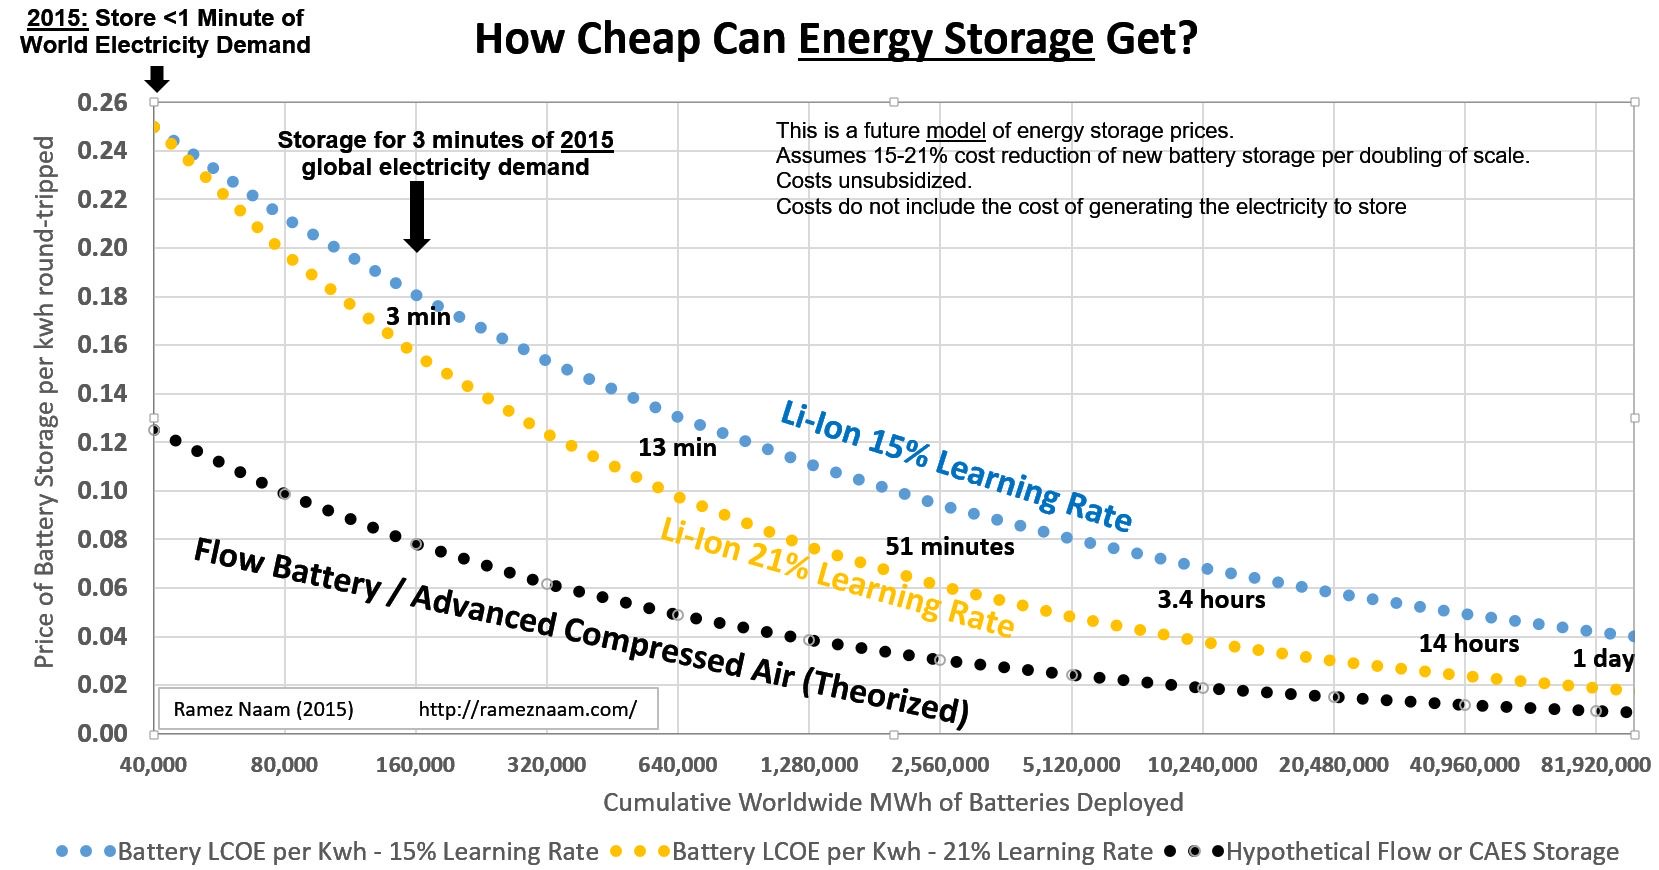 2015: Store <1 Minute of
World Electricity Demand
How Cheap Can Energy Storage Get?
Storage for 3 minutes of 2015
global electricity demand
This is a future model of energy storage prices.
Assumes 15-21% cost reduction of new battery storage per doubling of scale.
Costs unsubsidized.
Costs do not include the cost of generating the electricity to store
Price of Battery Storage per kwh round-tripped
0.26
0.24
0.22
0.20
0.18
0.16
0.14
0.12
0.10
0.08
0.06
0.04
0.02
0.00
3 min
13 min
51 minutes
3.4 hours
14 hours
1 day
Li-Ion 15% Learning Rate
Li-Ion 21% Learning Rate
Flow Battery / Advanced Compressed Air (Theorized)
Ramez Naam (2015) http://rameznaam.com/
40,000 80,000 160,000 320,000 640,000 1,280,000 2,560,000 5,120,000 10,240,000 20,480,000 40,960,000 81,920,000
Cumulative Worldwide MWh of Batteries Deployed
Battery LCOE per Kwh - 15% Learning Rate Battery LCOE per Kwh - 21% Learning Rate Hypothetical Flow or CAES Storage